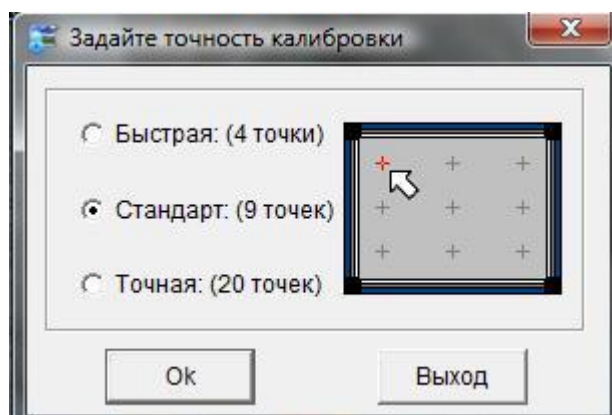 Задайте точность калибровки
Быстрая: (4 точки)
Стандарт: (9 точек)
Точная: (20 точек)
Ok
Выход